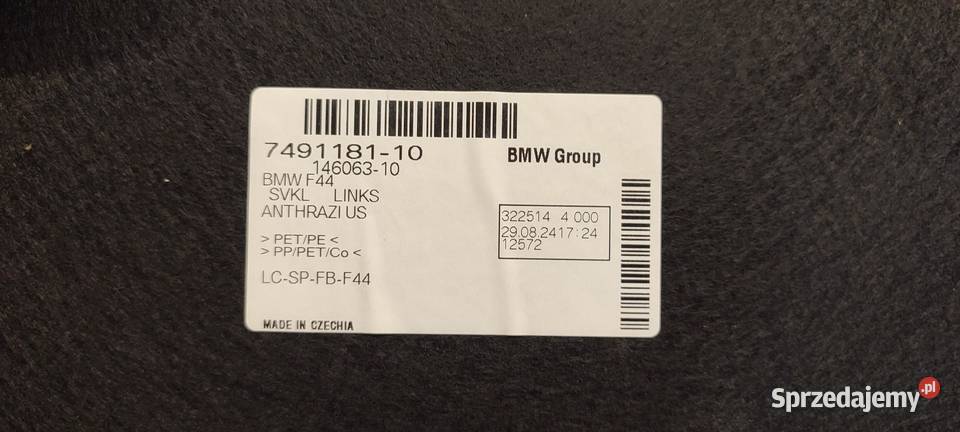 7491181-10
BMW Group
146063-10
BMW F44
SVKL LINKS
ANTHRAZI US
322514 4 000
29.08.2417:24
12572
> PET/PE <
> PP/PET/Co <
LC-SP-FB-F44
MADE IN CZECHIA
Sprzedajemy.pl